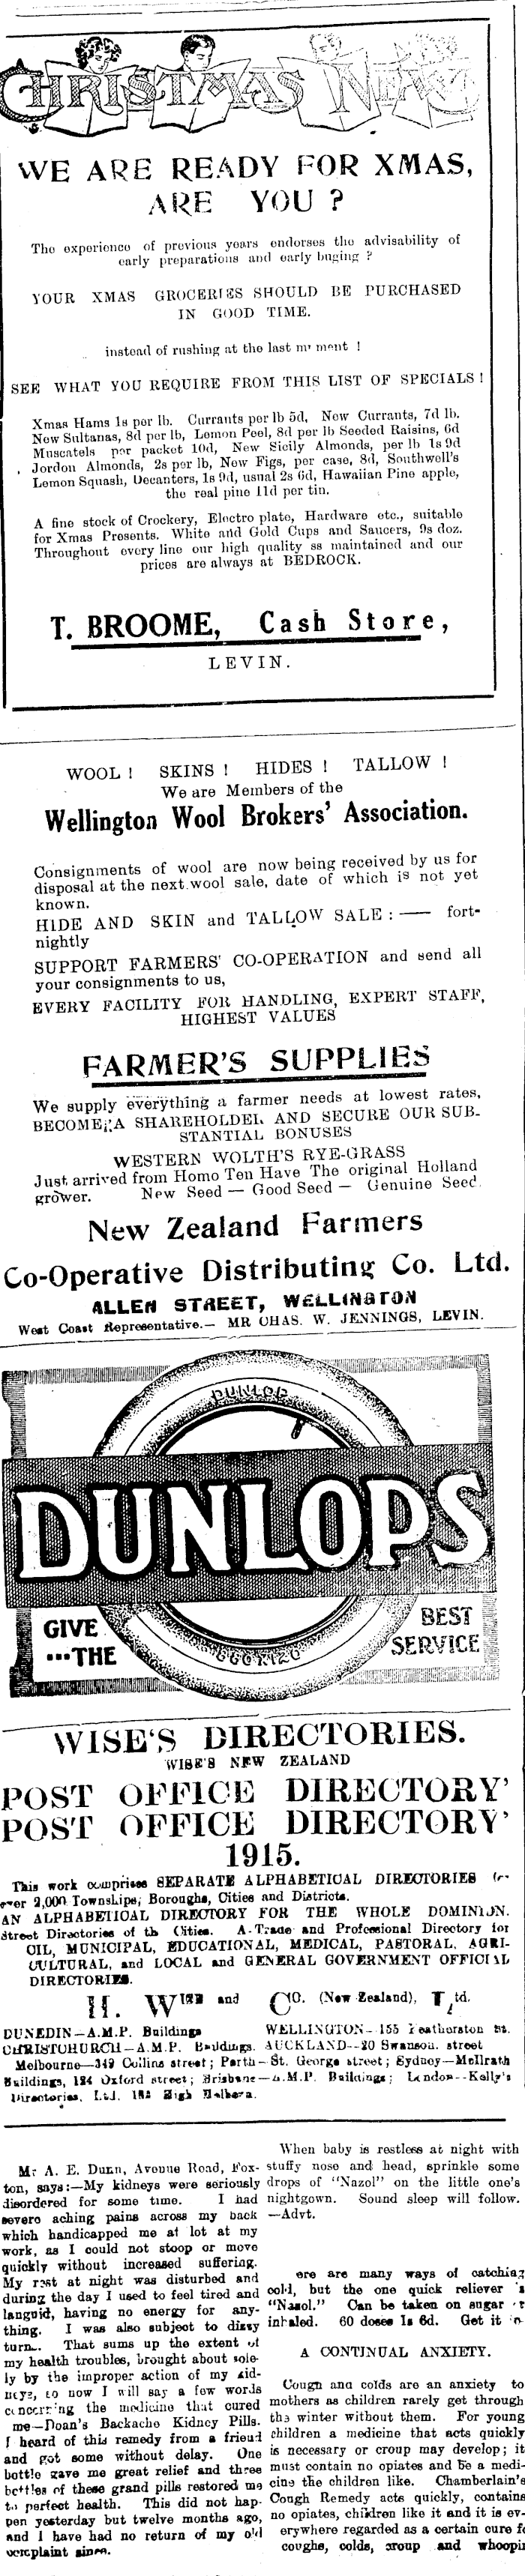 CHRISTMAS NEWS
WE ARE READY FOR XMAS,
ARE YOU ?
The experience of previous years endorses the advisability of
early preparations and early buging ?
YOUR XMAS GROCERIES SHOULD BE PURCHASED
IN GOOD TIME.
instead of rushing at the last m ment !
SEE WHAT YOU REQUIRE FROM THIS LIST OF SPECIALS !
Xmas Hams 1s per lb. Currants per lb 5d, New Currants, 7d lb.
New Sultanas, 8d per lb, Lemon Peel, 8d per lb Seeded Raisins, 6d
Muscatels per packet 10d, New Sicily Almonds, per lb 1s 9d
Jordon Almonds, 2s per lb, New Figs, per case, 8d, Southwell's
Lemon Squash, Decanters, 1s 9d, usual 2s 6d, Hawaiian Pine apple,
the real pine 11d per tin.
A fine stock of Crockery, Electro plate, Hardware etc., suitable
for Xmas Presents. White and Gold Cups and Saucers, 9s doz.
Throughout every line our high quality ss maintained and our
prices are always at BEDROCK.
T. BROOME, Cash Store,
LEVIN.
WOOL ! SKINS ! HIDES ! TALLOW !
We are Members of the
Wellington Wool Brokers' Association.
Consignments of wool are now being received by us for
disposal at the next wool sale, date of which is not yet
known.
HIDE AND SKIN and TALLOW SALE : — fort-
nightly
SUPPORT FARMERS' CO-OPERATION and send all
your consignments to us,
EVERY FACILITY FOR HANDLING, EXPERT STAFF,
HIGHEST VALUES
FARMER'S SUPPLIES
We supply everything a farmer needs at lowest rates,
BECOME A SHAREHOLDER AND SECURE OUR SUB-
STANTIAL BONUSES
WESTERN WOLTH'S RYE-GRASS
Just arrived from Homo Ten Have The original Holland
grower. New Seed — Good Seed — Genuine Seed.
New Zealand Farmers
Co-Operative Distributing Co. Ltd.
ALLEN STREET, WELLINGTON
West Coast Representative.— MR CHAS. W. JENNINGS, LEVIN.
DUNLOP
DUNLOPS
GIVE
...THE
BEST
SERVICE
WISE'S DIRECTORIES.
WISE'S NEW ZEALAND
POST OFFICE DIRECTORY'
POST OFFICE DIRECTORY'
1915.
This work comprises SEPARATE ALPHABETICAL DIRECTORIES
over 2,000 Townships, Boroughs, Cities and Districts.
AN ALPHABETICAL DIRECTORY FOR THE WHOLE DOMINION.
Street Directories of th Cities. A Trade and Professional Directory for
OIL, MUNICIPAL, EDUCATIONAL, MEDICAL, PASTORAL, AGRI-
CULTURAL, and LOCAL and GENERAL GOVERNMENT OFFICIAL
DIRECTORIES.
H. WISE and CO. (New Zealand), Ltd.
DUNEDIN—A.M.P. Buildings WELLINGTON—155 Featherston St.
CHRISTCHURCH—A.M.P. Buildings. AUCKLAND—20 Swanson. street
Melbourne—349 Collins street; Perth—St. George street; Sydney—McIlrath
Buildings, 184 Oxford street; Brisbane—A.M.P. Buildings; London—Kelly's
Directories, Ltd. 182 High Holborn.
Mr A. E. Dunn, Avenue Road, Fox-
ton, says:—My kidneys were seriously
disordered for some time. I had
severo aching pains across my back
which handicapped me at lot at my
work, as I could not stoop or move
quickly without increased suffering.
My rest at night was disturbed and
during the day I used to feel tired and
languid, having no energy for any-
thing. I was also subject to dizzy
turns. That sums up the extent of
my health troubles, brought about sole-
ly by the improper action of my kid-
neys, so now I will say a few words
concerning the medicine that cured
me—Doan's Backache Kidney Pills.
I heard of this remedy from a friend
and got some without delay. One
bottle gave me great relief and three
bottles of these grand pills restored me
to perfect health. This did not hap-
pen yesterday but twelve months ago,
and I have had no return of my old
complaint since.
When baby is restless at night with
stuffy nose and head, sprinkle some
drops of "Nazol" on the little one's
nightgown. Sound sleep will follow.
—Advt.
ere are many ways of catching
cold, but the one quick reliever
"Nazol." Can be taken on sugar
inhaled. 60 doses 1s 6d. Get it
A CONTINUAL ANXIETY.
Cough and colds are an anxiety to
mothers as children rarely get through
the winter without them. For young
children a medicine that acts quickly
is necessary or croup may develop; it
must contain no opiates and be a medi-
cine the children like. Chamberlain's
Cough Remedy acts quickly, contains
no opiates, children like it and it is ev-
erywhere regarded as a certain cure fo
coughs, colds, croup and whoopin